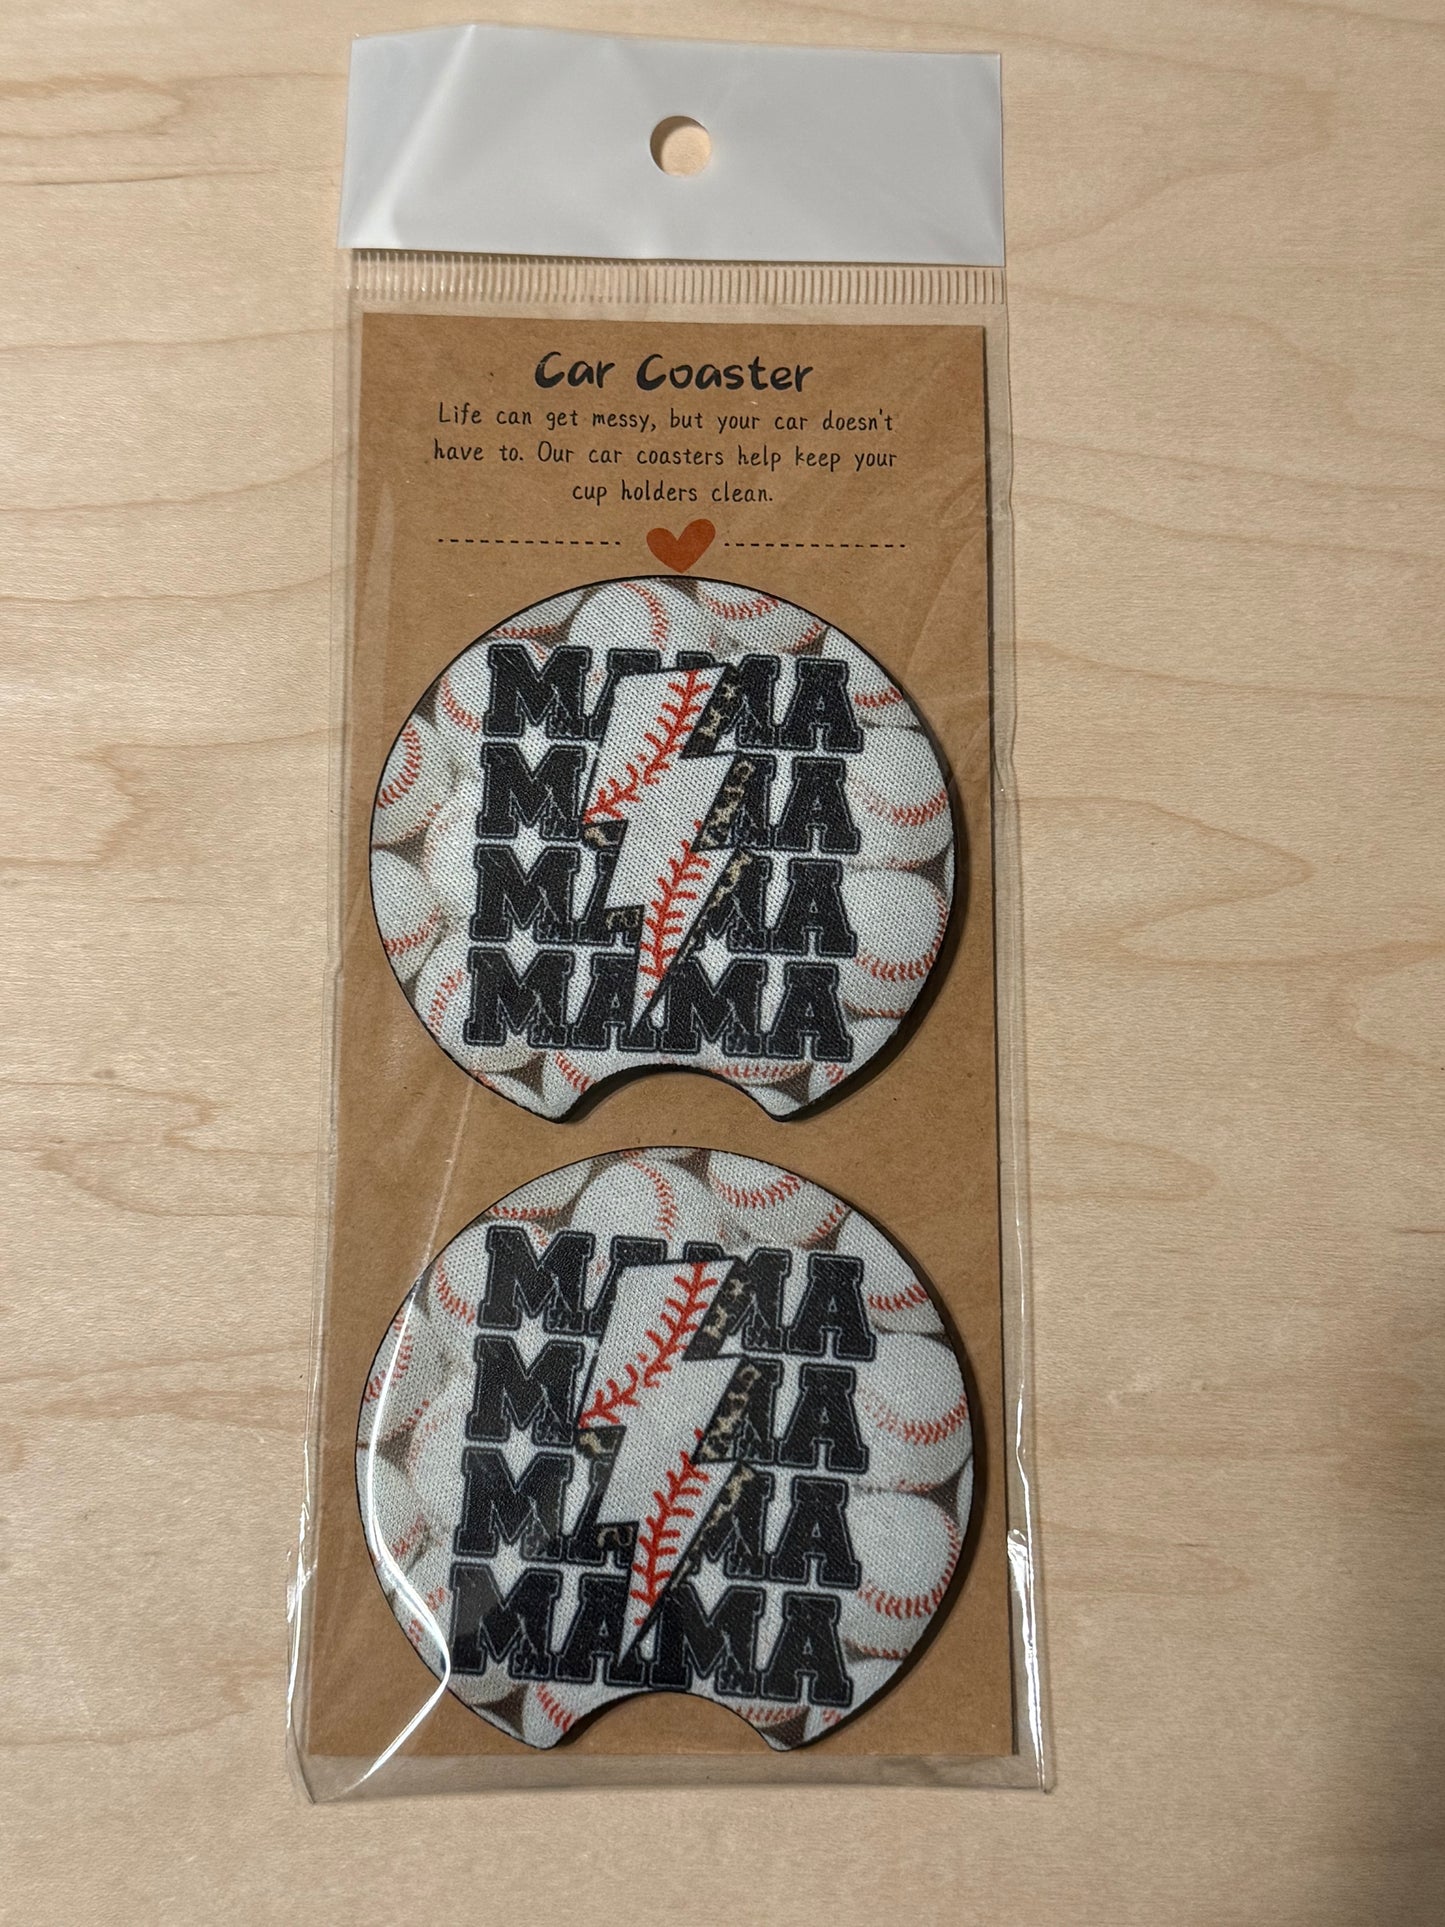 Car Coaster
Life can get messy, but your car doesn't
have to. Our car coasters help keep your
cup holders clean.
MAMA
MAMA
MAMA
MAMA
MAMA
MAMA
MAMA
MAMA